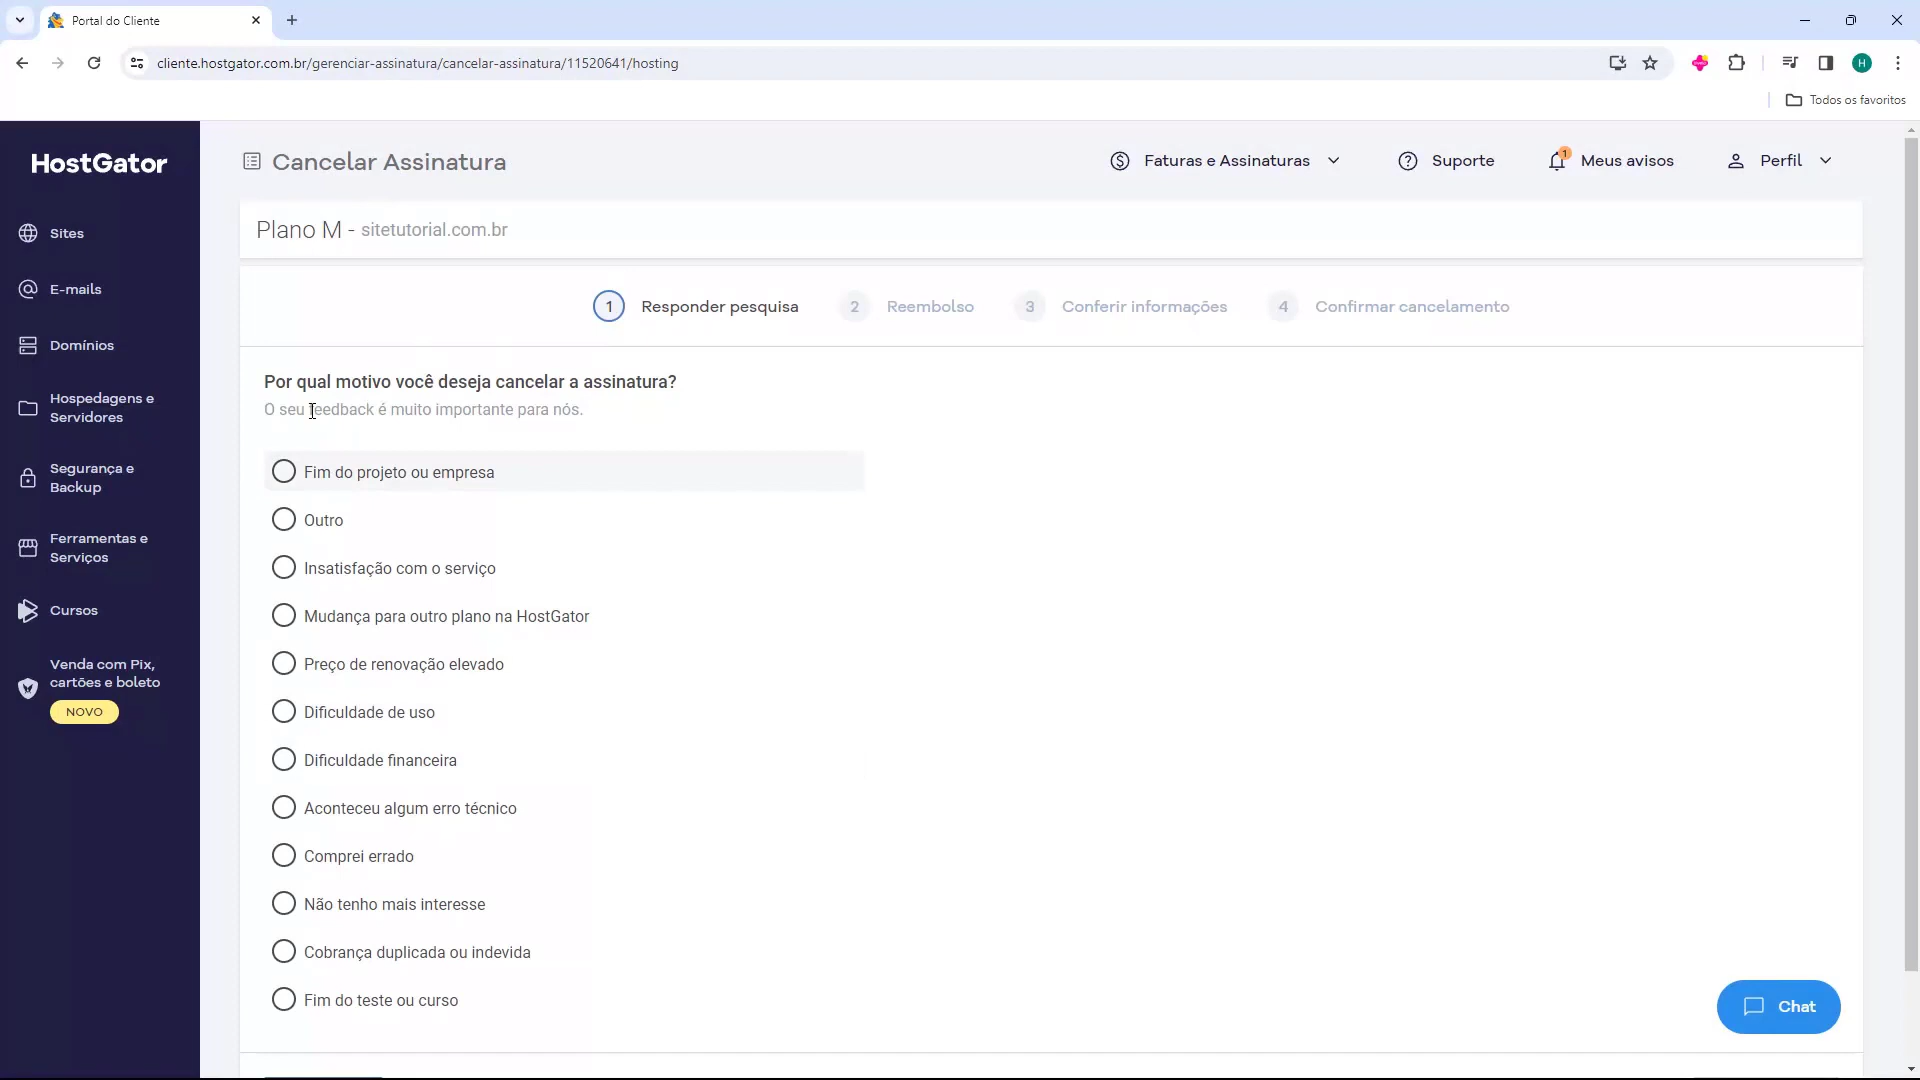 Portal do Cliente
cliente.hostgator.com.br/gerenciar-assinatura/cancelar-assinatura/11520641/hosting
H
Todos os favoritos
HostGator
Sites
E-mails
Domínios
Hospedagens e
Servidores
Segurança e
Backup
Ferramentas e
Serviços
Cursos
Venda com Pix,
cartões e boleto
NOVO
Cancelar Assinatura
Faturas e Assinaturas
Suporte
1
Meus avisos
Perfil
Plano M - sitetutorial.com.br
1 Responder pesquisa
2 Reembolso
3 Conferir informações
4 Confirmar cancelamento
Por qual motivo você deseja cancelar a assinatura?
O seu feedback é muito importante para nós.
Fim do projeto ou empresa
Outro
Insatisfação com o serviço
Mudança para outro plano na HostGator
Preço de renovação elevado
Dificuldade de uso
Dificuldade financeira
Aconteceu algum erro técnico
Comprei errado
Não tenho mais interesse
Cobrança duplicada ou indevida
Fim do teste ou curso
Chat